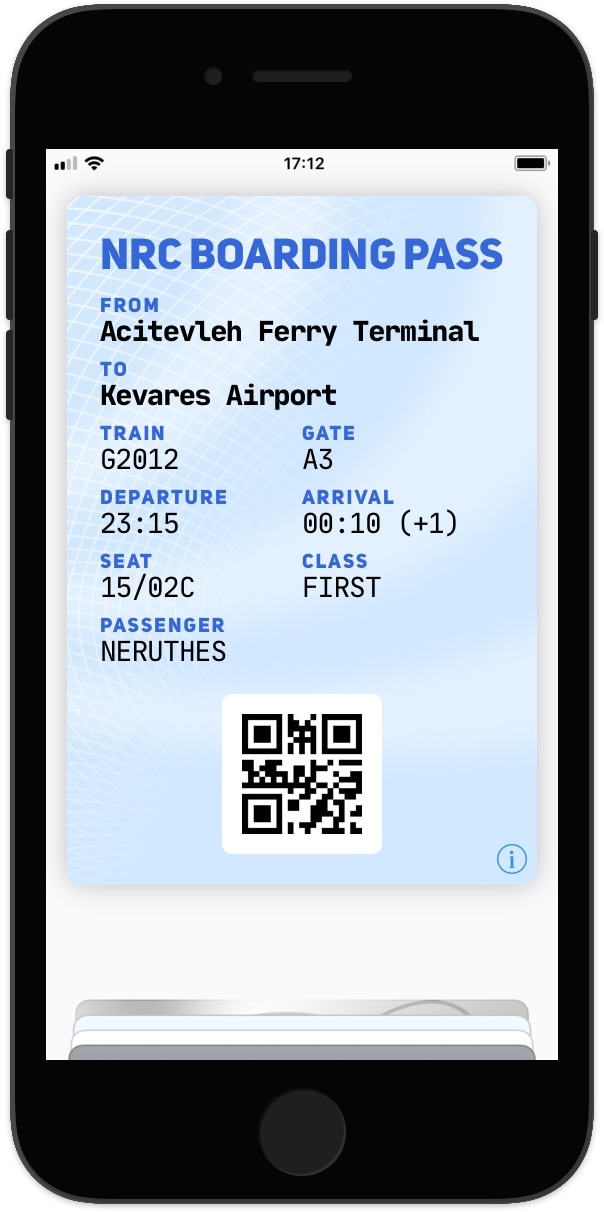 17:12
NRC BOARDING PASS
FROM
Acitevleh Ferry Terminal
TO
Kevares Airport
TRAIN GATE
G2012 A3
DEPARTURE ARRIVAL
23:15 00:10 (+1)
SEAT CLASS
15/02C FIRST
PASSENGER
NERUTHES
i